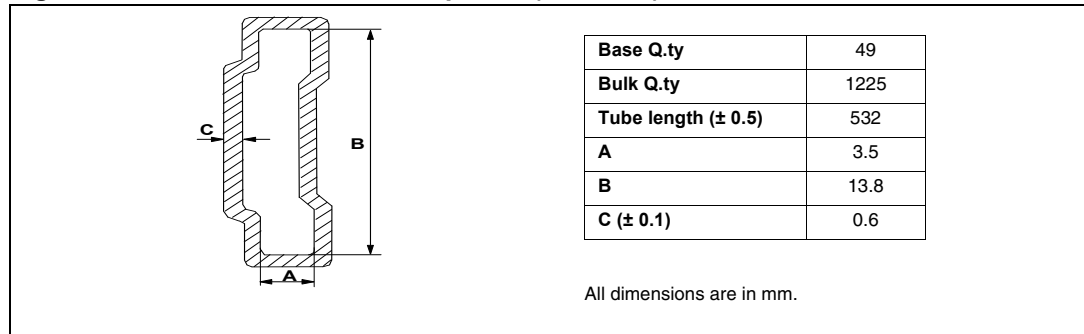 C
B
A
Base Q.ty 49
Bulk Q.ty 1225
Tube length (± 0.5) 532
A 3.5
B 13.8
C (± 0.1) 0.6
All dimensions are in mm.